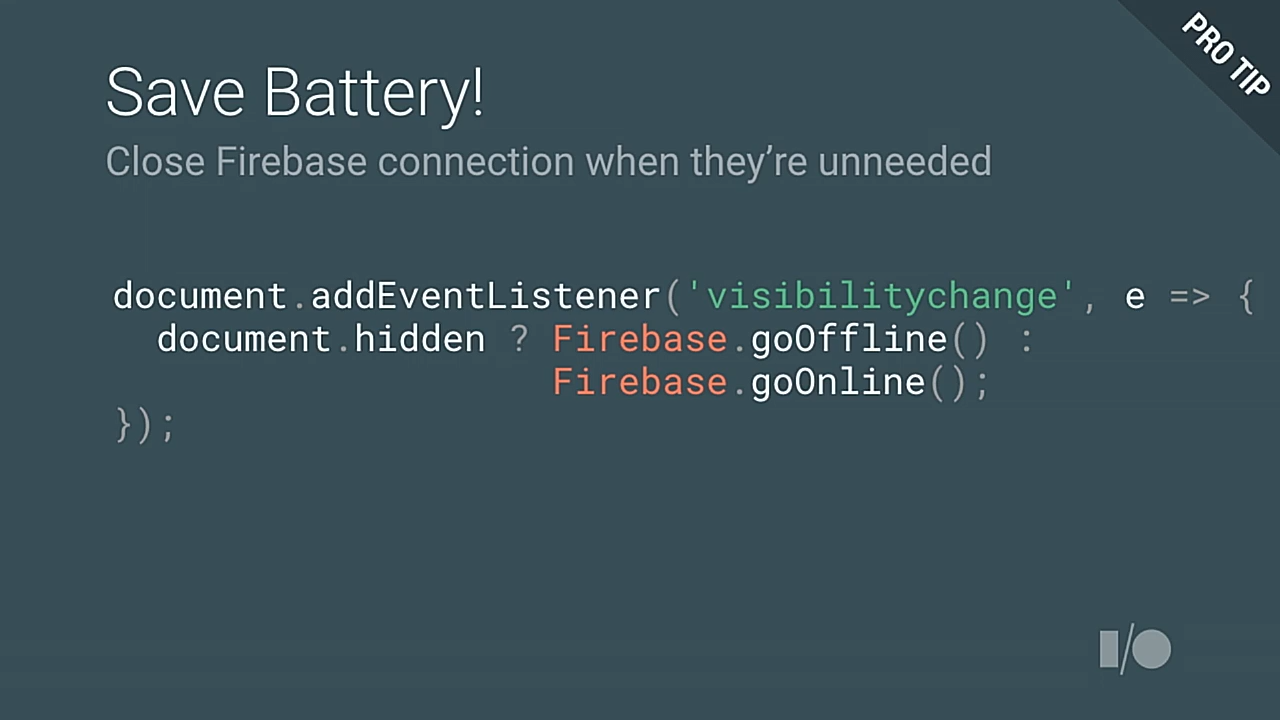 PRO TIP
Save Battery!
Close Firebase connection when they’re unneeded
document.addEventListener('visibilitychange', e => {
  document.hidden ? Firebase.goOffline() :
                    Firebase.goOnline();
});
I/O